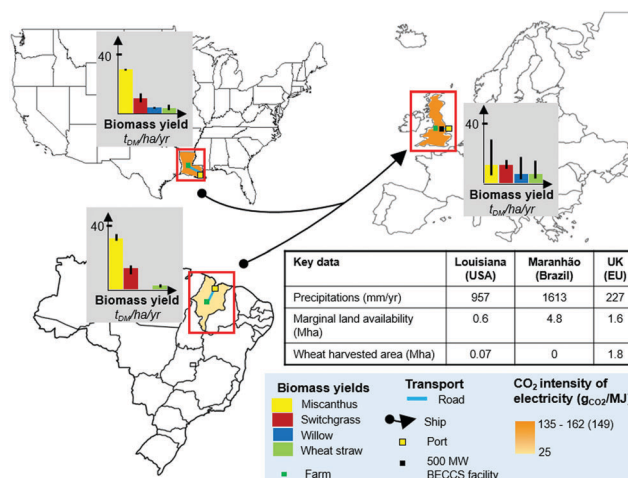 40
Biomass yield
tDM/ha/yr
40
Biomass yield
tDM/ha/yr
40
Biomass yield
tDM/ha/yr
Key data Louisiana (USA) Maranhão (Brazil) UK (EU)
Precipitations (mm/yr) 957 1613 227
Marginal land availability (Mha) 0.6 4.8 1.6
Wheat harvested area (Mha) 0.07 0 1.8
Biomass yields
Miscanthus
Switchgrass
Willow
Wheat straw
Farm
Transport
Road
Ship
Port
500 MW
BECCS facility
CO2 intensity of
electricity (gCO2/MJ
135 - 162 (149)
25